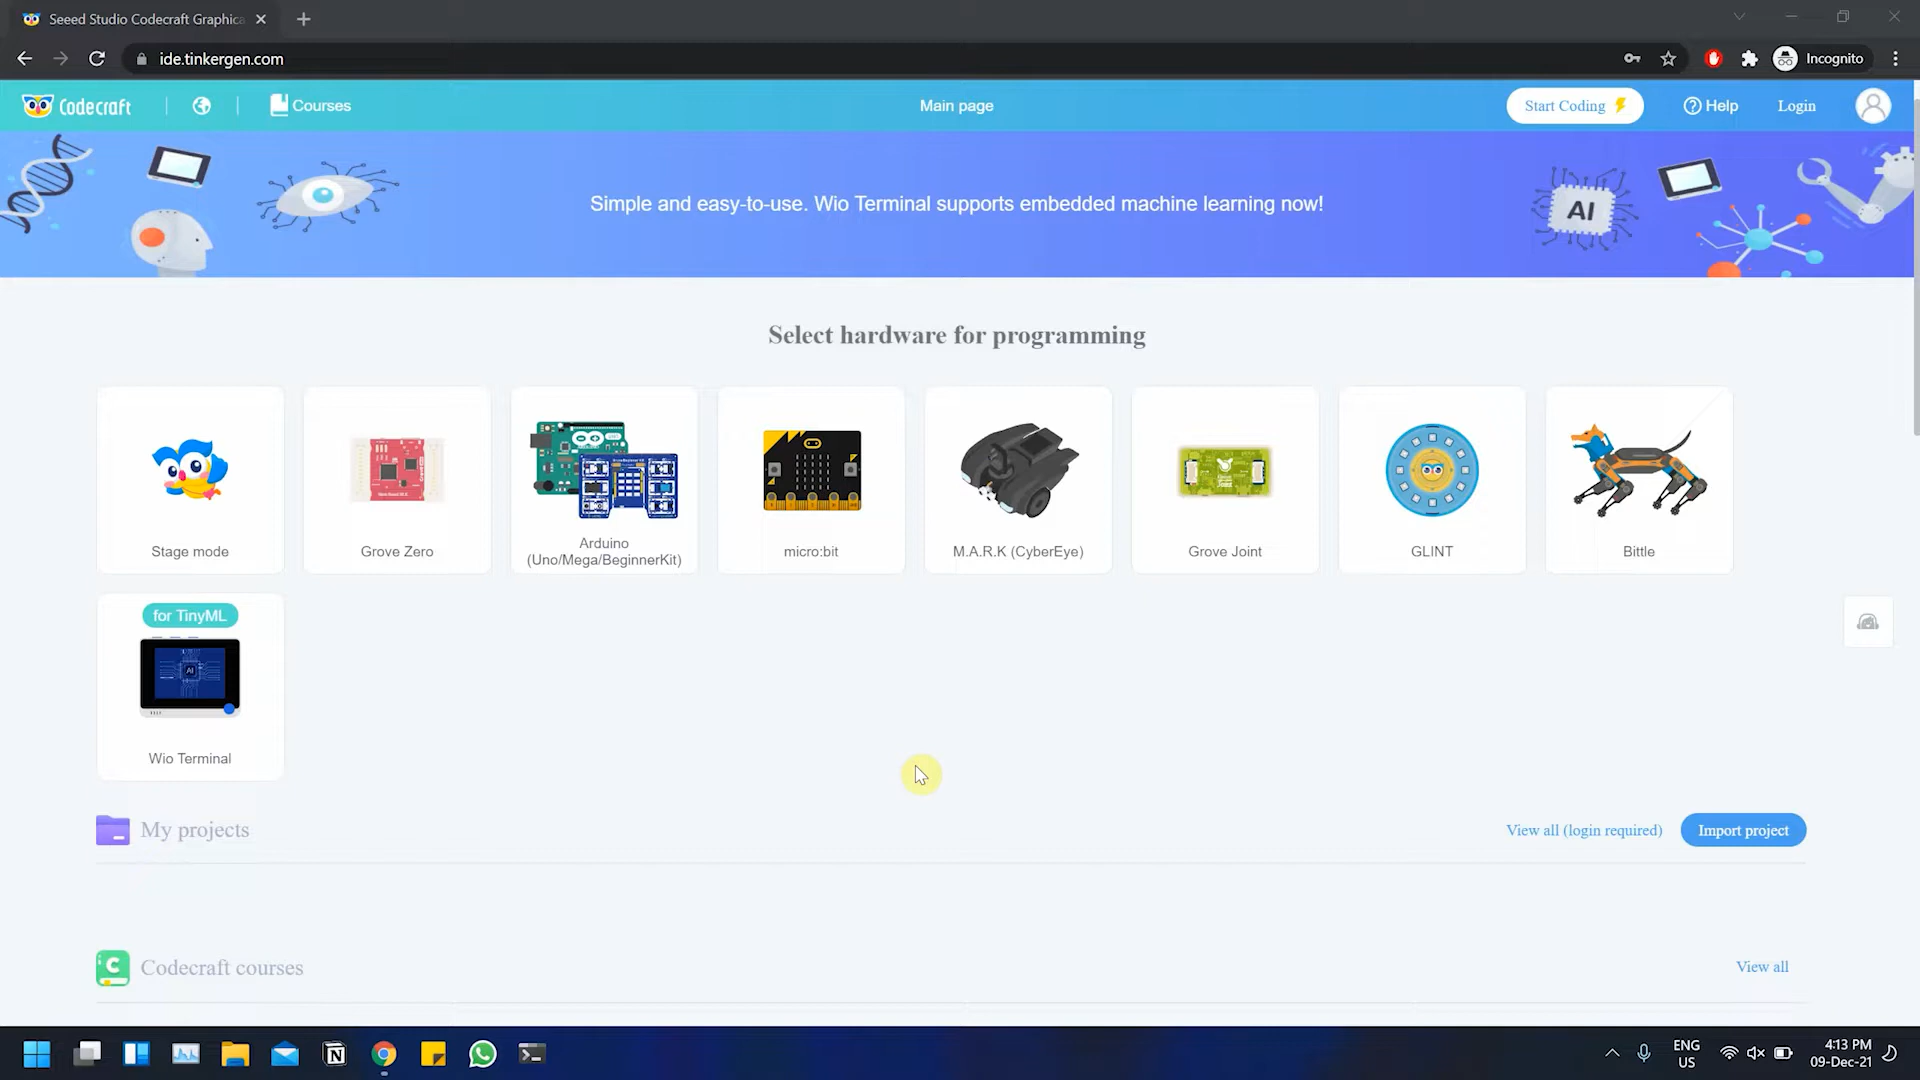 Seeed Studio Codecraft Graphica
ide.tinkergen.com
Incognito
Codecraft
Courses
Main page
Start Coding
Help
Login
Simple and easy-to-use. Wio Terminal supports embedded machine learning now!
AI
Select hardware for programming
Stage mode
Grove Zero
Arduino
(Uno/Mega/BeginnerKit)
micro:bit
M.A.R.K (CyberEye)
Grove Joint
GLINT
Bittle
for TinyML
AI
Wio Terminal
My projects
View all (login required)
Import project
Codecraft courses
View all
ENG
US
4:13 PM
09-Dec-21